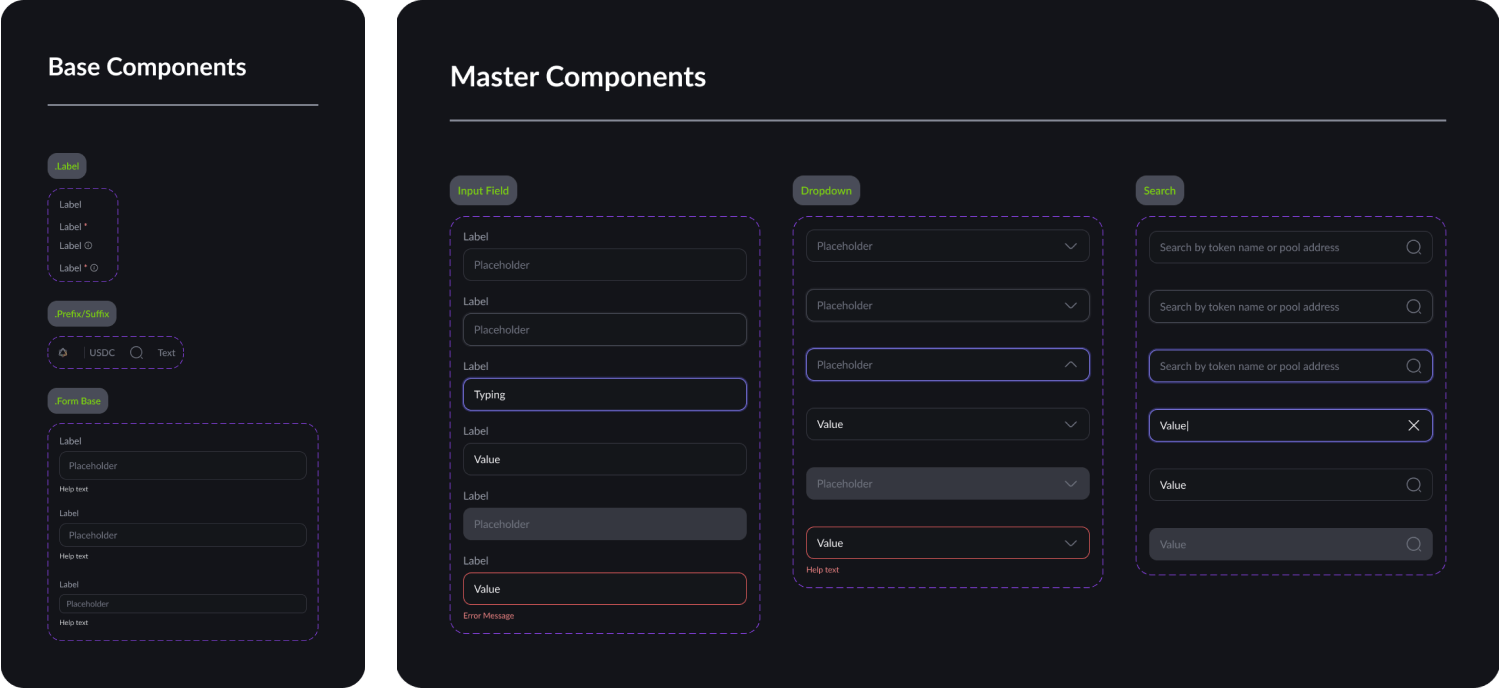 Base Components
.Label
Label
Label *
Label
Label *
.Prefix/Suffix
USDC
Text
.Form Base
Label
Placeholder
Help text
Label
Placeholder
Help text
Label
Placeholder
Help text
Master Components
Input Field
Label
Placeholder
Label
Placeholder
Label
Typing
Label
Value
Label
Placeholder
Label
Value
Error Message
Dropdown
Placeholder
Placeholder
Placeholder
Value
Placeholder
Value
Help text
Search
Search by token name or pool address
Search by token name or pool address
Search by token name or pool address
Value|
Value
Value